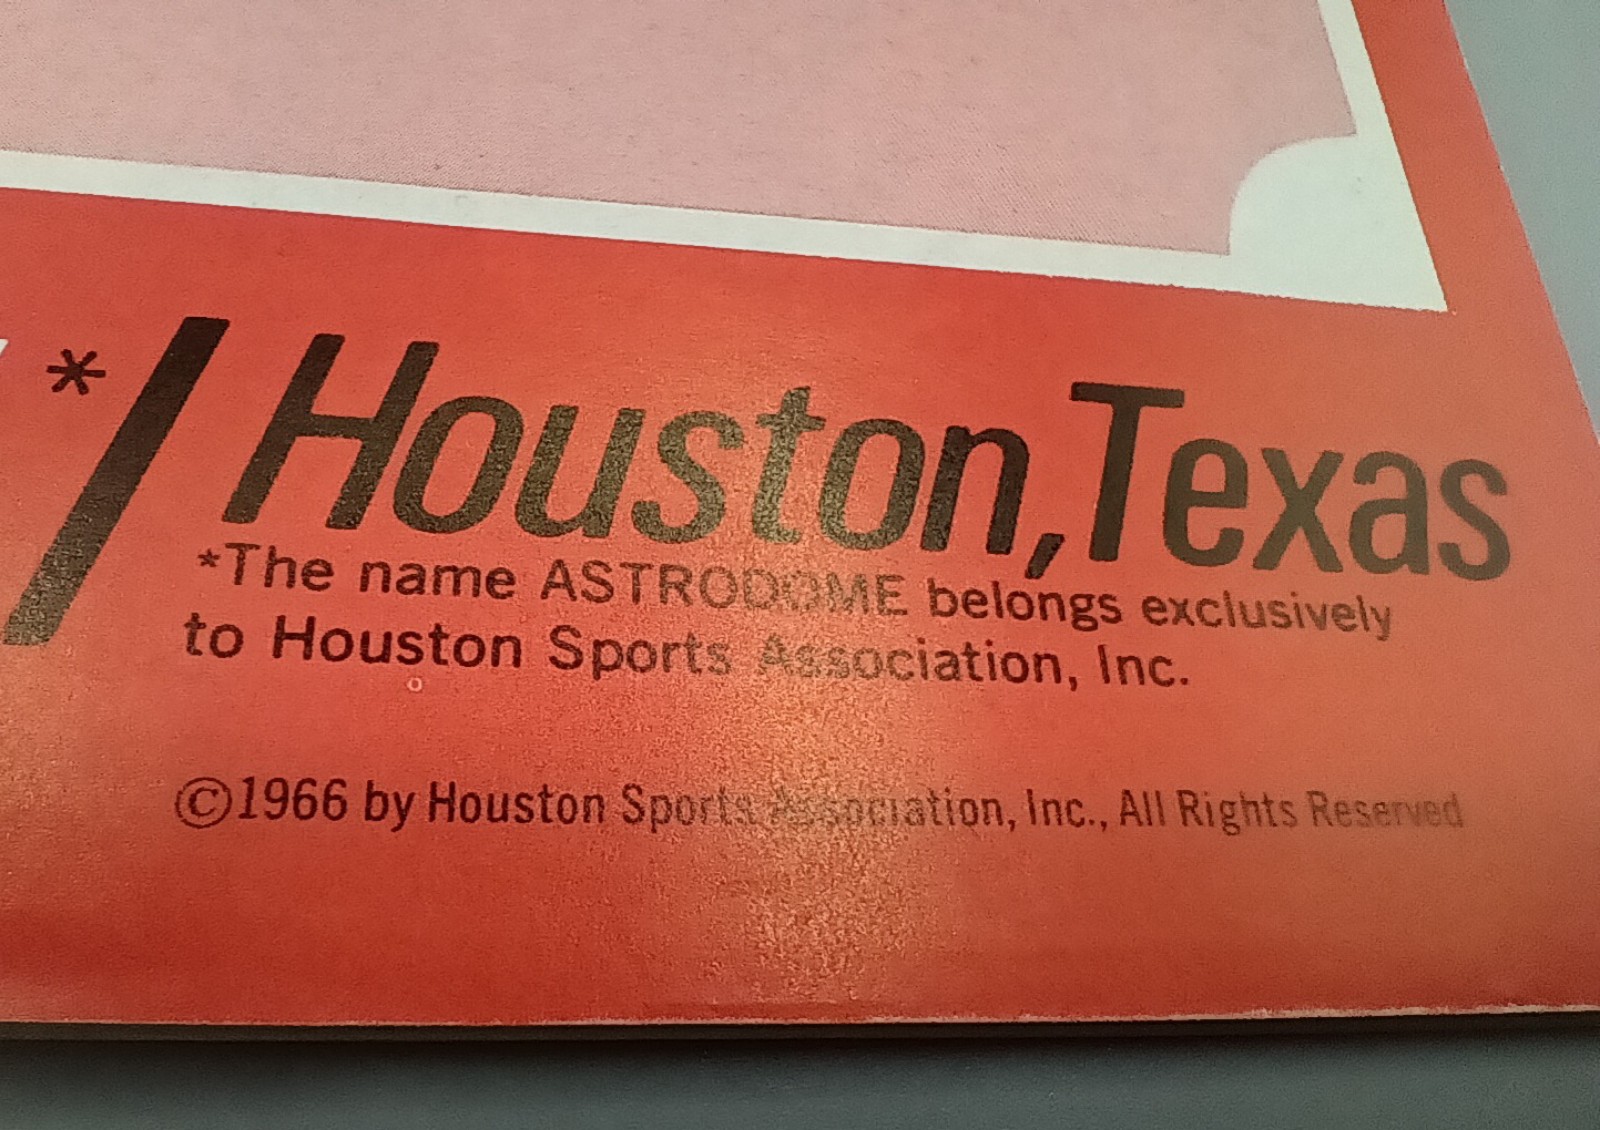 */Houston, Texas
*The name ASTRODOME belongs exclusively
to Houston Sports Association, Inc.
©1966 by Houston Sports Association, Inc., All Rights Reserved